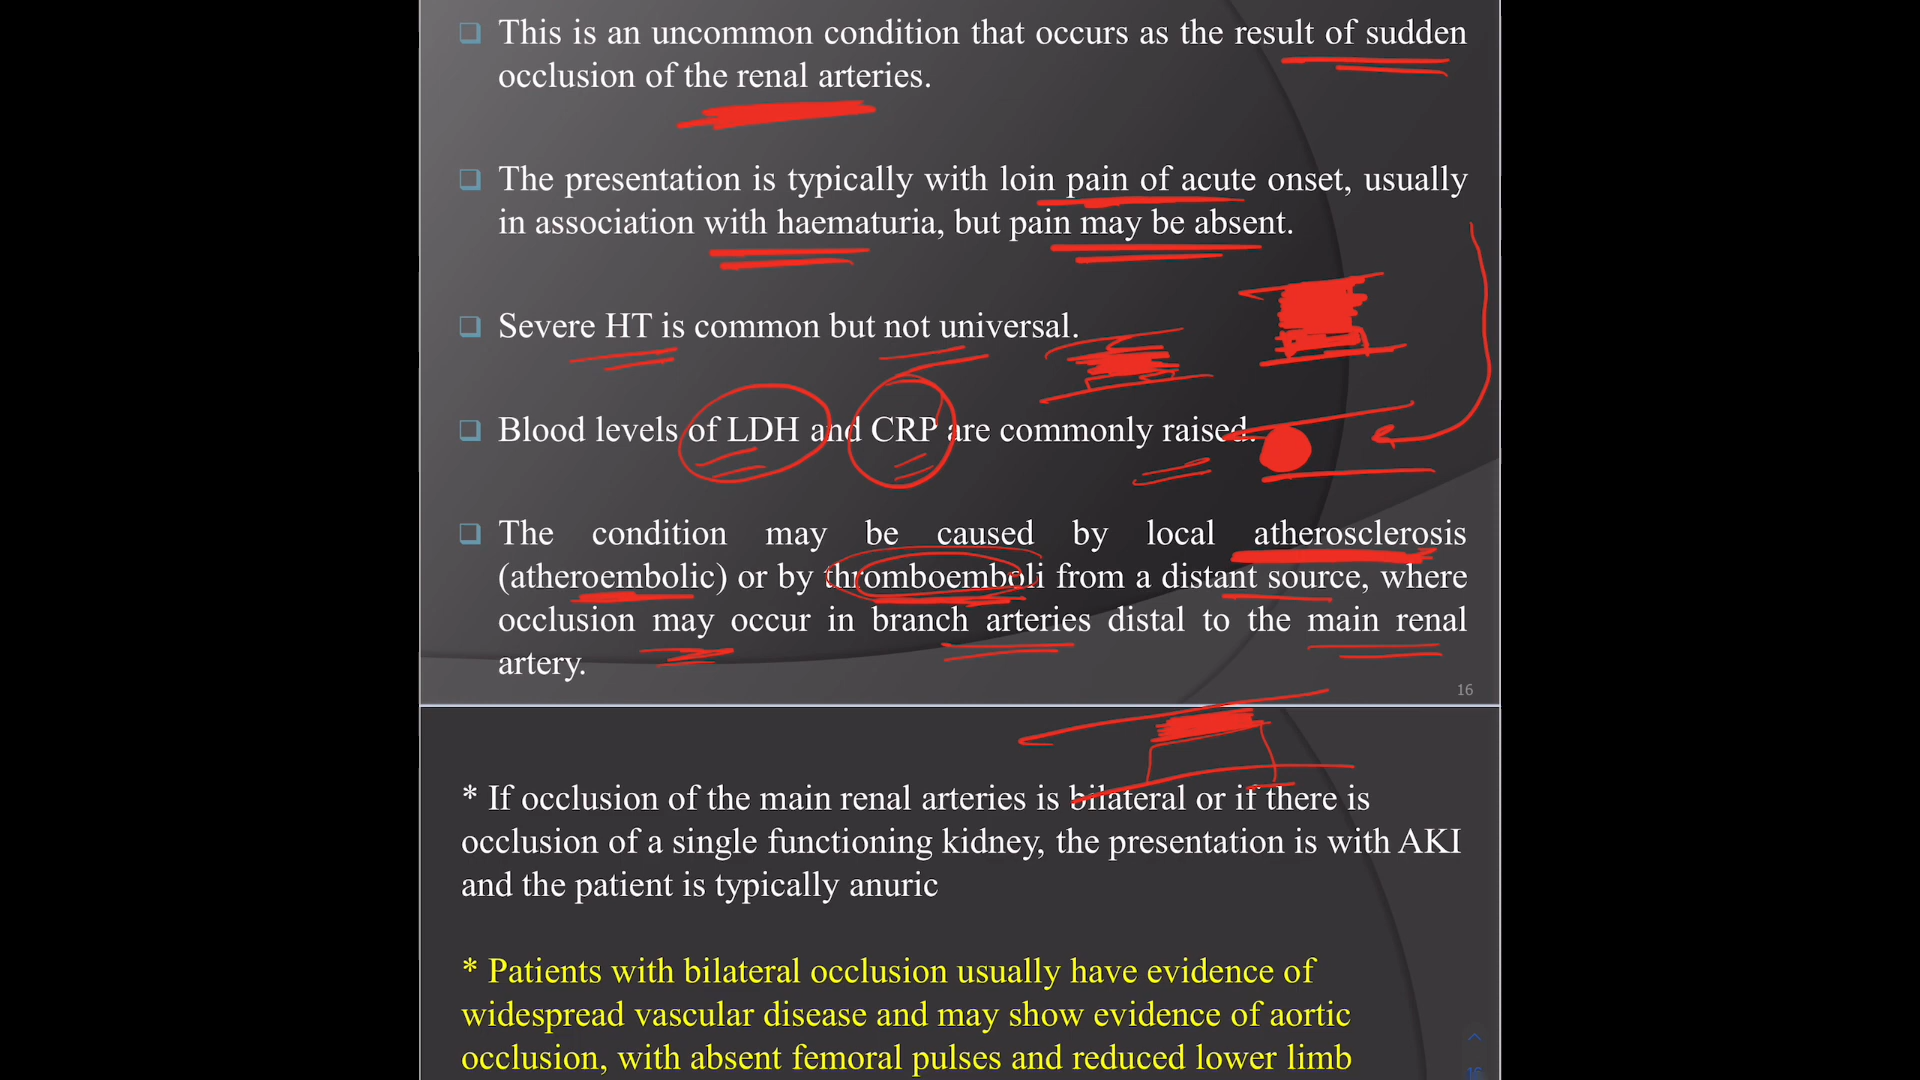 This is an uncommon condition that occurs as the result of sudden
occlusion of the renal arteries.
The presentation is typically with loin pain of acute onset, usually
in association with haematuria, but pain may be absent.
Severe HT is common but not universal.
Blood levels of LDH and CRP are commonly raised.
The condition may be caused by local atherosclerosis
(atheroembolic) or by thromboemboli from a distant source, where
occlusion may occur in branch arteries distal to the main renal
artery.
16
* If occlusion of the main renal arteries is bilateral or if there is
occlusion of a single functioning kidney, the presentation is with AKI
and the patient is typically anuric
* Patients with bilateral occlusion usually have evidence of
widespread vascular disease and may show evidence of aortic
occlusion, with absent femoral pulses and reduced lower limb
16